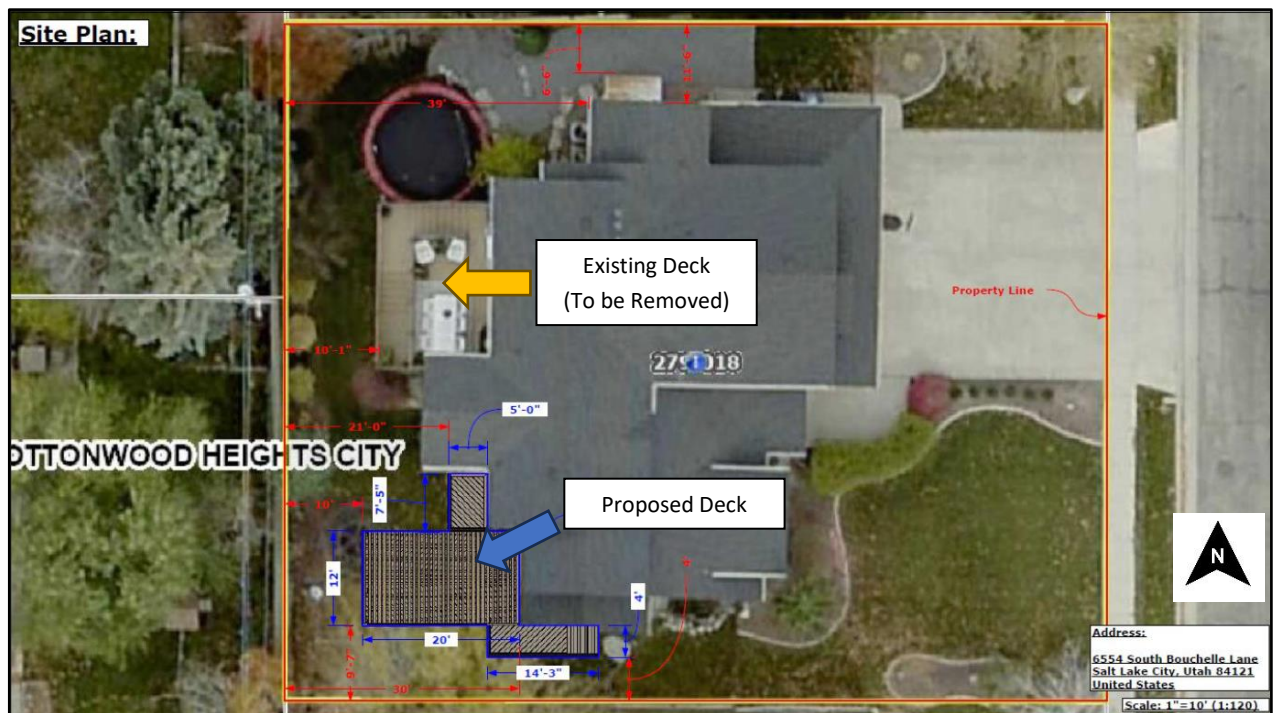 Site Plan:
6'-6"
11'-6"
39'
Existing Deck
(To be Removed)
Property Line
10'-1"
5'-0"
21'-0"
OTTONWOOD HEIGHTS CITY
7'-5"
10'
Proposed Deck
12'
N
4'
20'
9'-7"
14'-3"
30'
Address:
6554 South Bouchelle Lane
Salt Lake City, Utah 84121
United States
Scale: 1"=10' (1:120)